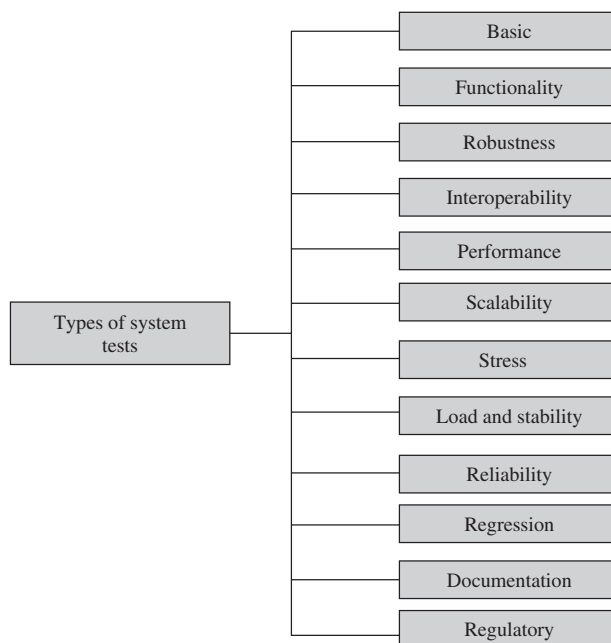 Basic
Functionality
Robustness
Interoperability
Performance
Types of system
tests
Scalability
Stress
Load and stability
Reliability
Regression
Documentation
Regulatory